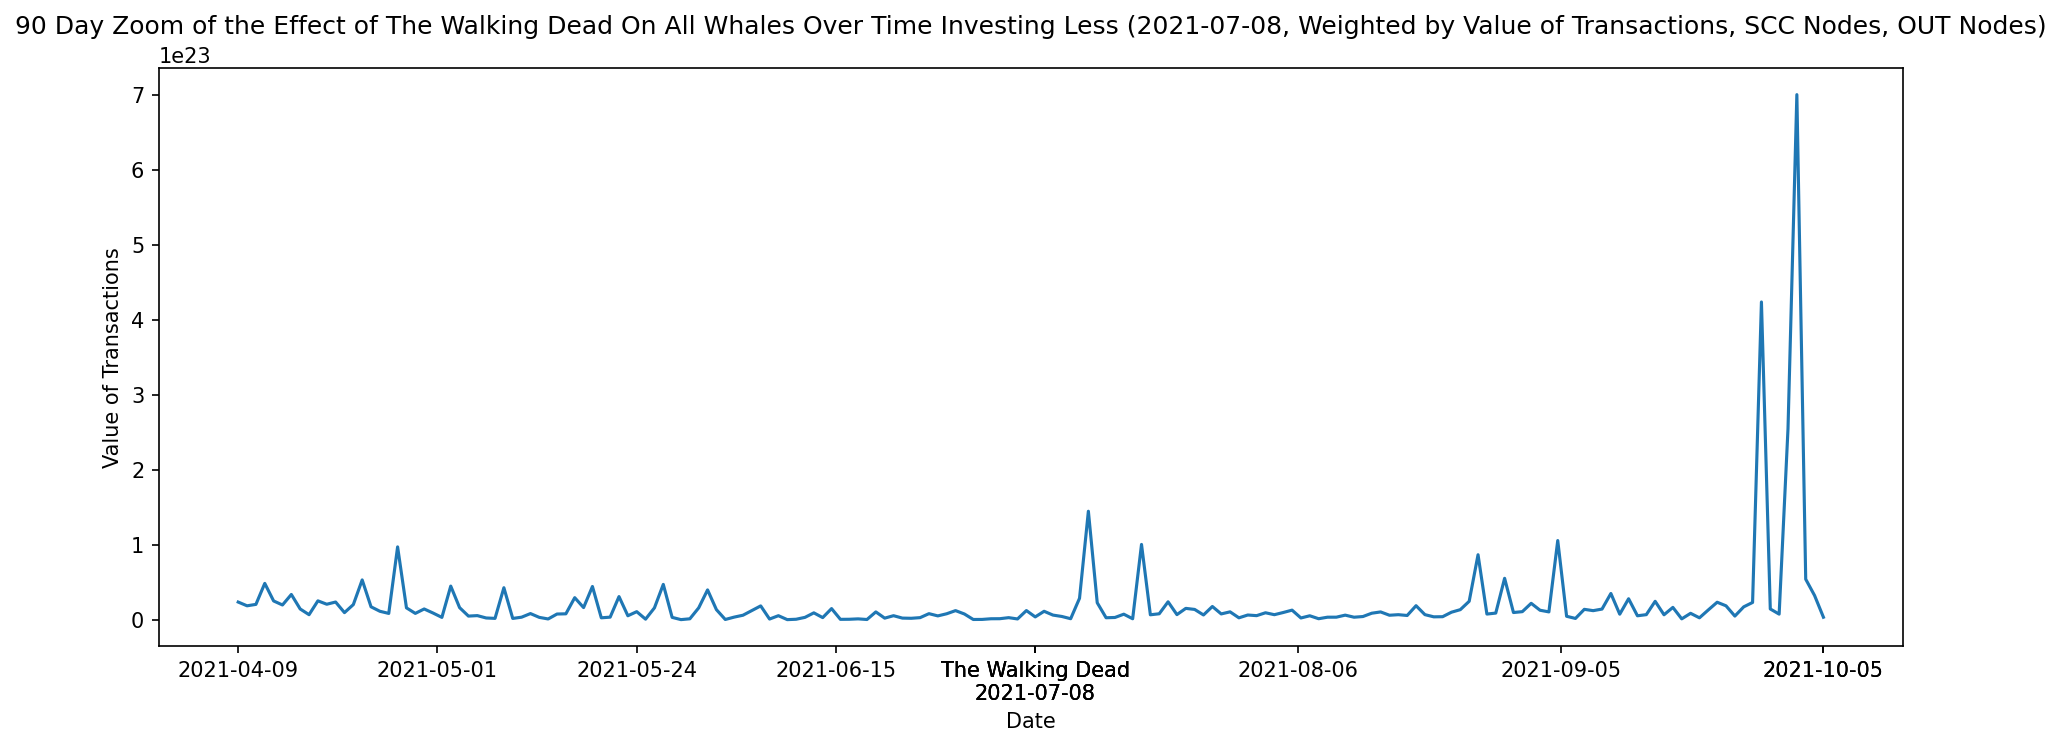 90 Day Zoom of the Effect of The Walking Dead On All Whales Over Time Investing Less (2021-07-08, Weighted by Value of Transactions, SCC Nodes, OUT Nodes)
1e23
7
6
5
4
3
2
1
0
Value of Transactions
2021-04-09 2021-05-01 2021-05-24 2021-06-15 The Walking Dead 2021-08-06 2021-09-05 2021-10-05
2021-07-08
Date